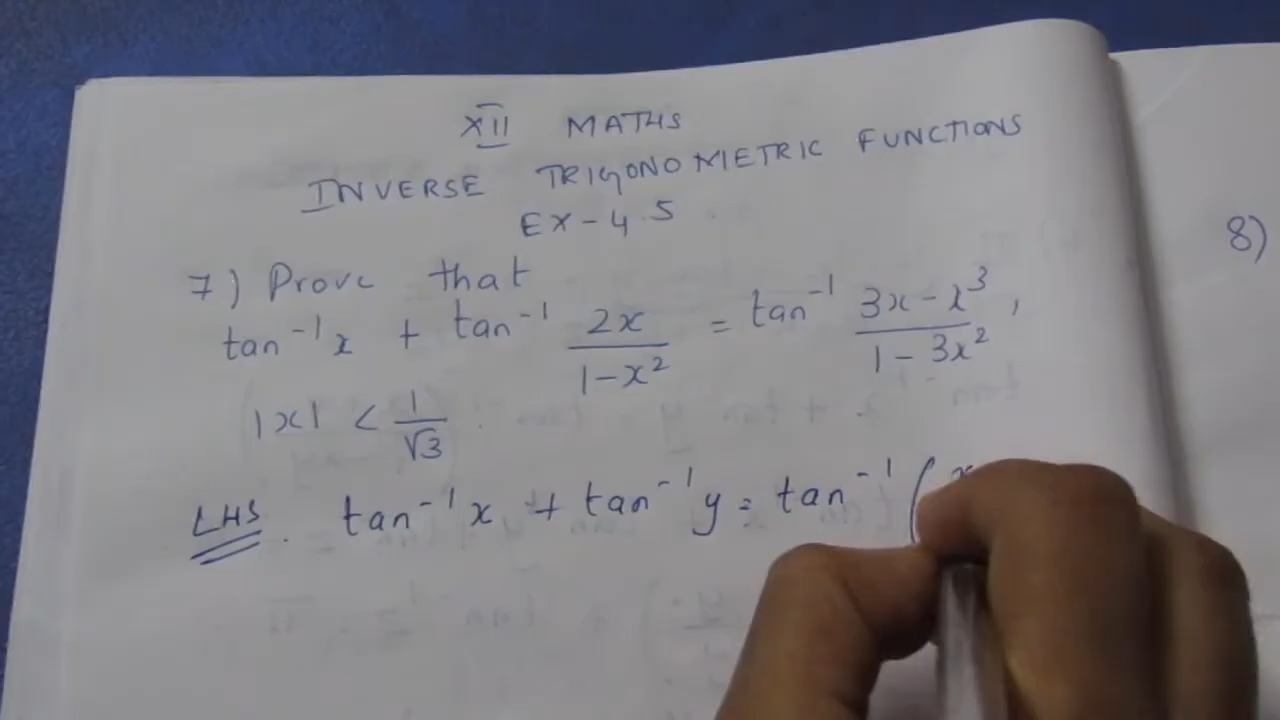 XII MATHS
INVERSE TRIGONOMETRIC FUNCTIONS
EX-4.5
7) Prove that
tan⁻¹x + tan⁻¹ 2x/(1-x²) = tan⁻¹ (3x-x³)/(1-3x²),
|x| < 1/√3.
LHS. tan⁻¹x + tan⁻¹y = tan⁻¹(x
8)